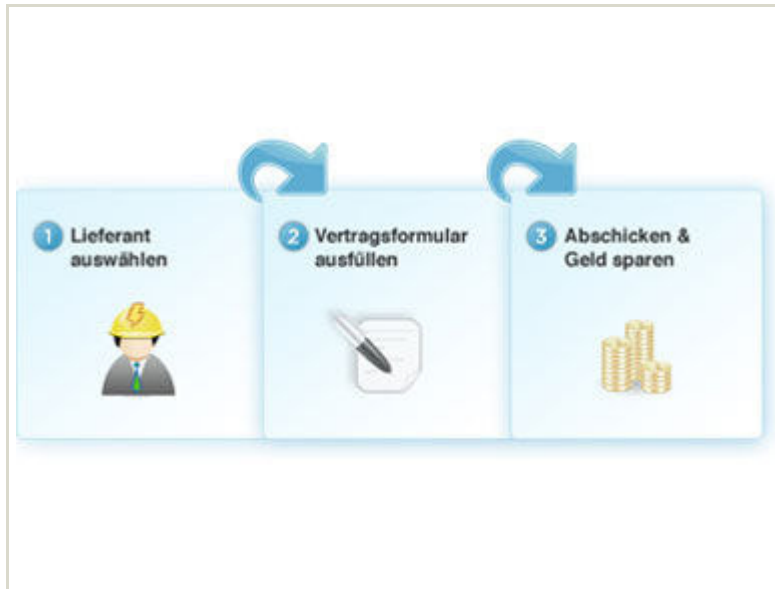 1 Lieferant
auswählen
2 Vertragsformular
ausfüllen
3 Abschicken &
Geld sparen